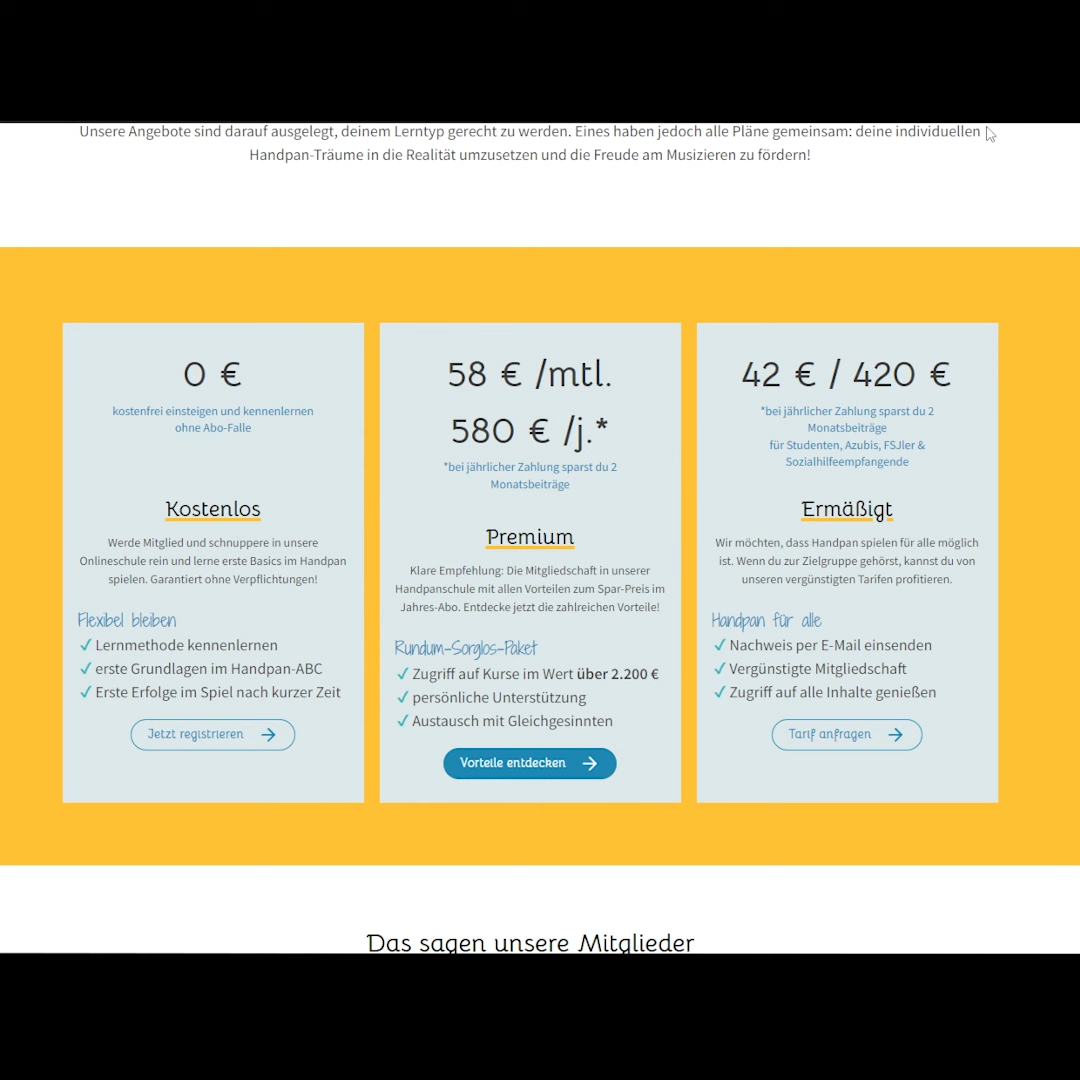 Unsere Angebote sind darauf ausgelegt, deinem Lerntyp gerecht zu werden. Eines haben jedoch alle Pläne gemeinsam: deine individuellen
Handpan-Träume in die Realität umzusetzen und die Freude am Musizieren zu fördern!
0 €
kostenfrei einsteigen und kennenlernen
ohne Abo-Falle
Kostenlos
Werde Mitglied und schnuppere in unsere
Onlineschule rein und lerne erste Basics im Handpan
spielen. Garantiert ohne Verpflichtungen!
Flexibel bleiben
✓ Lernmethode kennenlernen
✓ erste Grundlagen im Handpan-ABC
✓ Erste Erfolge im Spiel nach kurzer Zeit
Jetzt registrieren →
58 € /mtl.
580 € /j.*
*bei jährlicher Zahlung sparst du 2
Monatsbeiträge
Premium
Klare Empfehlung: Die Mitgliedschaft in unserer
Handpanschule mit allen Vorteilen zum Spar-Preis im
Jahres-Abo. Entdecke jetzt die zahlreichen Vorteile!
Rundum-Sorglos-Paket
✓ Zugriff auf Kurse im Wert über 2.200 €
✓ persönliche Unterstützung
✓ Austausch mit Gleichgesinnten
Vorteile entdecken →
42 € / 420 €
*bei jährlicher Zahlung sparst du 2
Monatsbeiträge
für Studenten, Azubis, FSJler &
Sozialhilfeempfangende
Ermäßigt
Wir möchten, dass Handpan spielen für alle möglich
ist. Wenn du zur Zielgruppe gehörst, kannst du von
unseren vergünstigten Tarifen profitieren.
Handpan für alle
✓ Nachweis per E-Mail einsenden
✓ Vergünstigte Mitgliedschaft
✓ Zugriff auf alle Inhalte genießen
Tarif anfragen →
Das sagen unsere Mitglieder